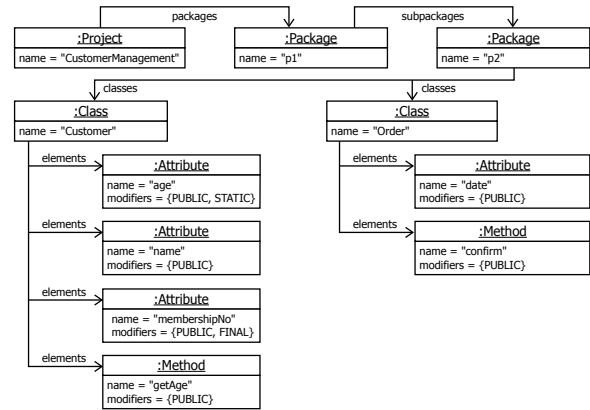 packages
subpackages
:Project
name = "CustomerManagement"
:Package
name = "p1"
:Package
name = "p2"
classes
classes
:Class
name = "Customer"
:Class
name = "Order"
elements
:Attribute
name = "age"
modifiers = {PUBLIC, STATIC}
elements
:Attribute
name = "name"
modifiers = {PUBLIC}
elements
:Attribute
name = "membershipNo"
modifiers = {PUBLIC, FINAL}
elements
:Method
name = "getAge"
modifiers = {PUBLIC}
elements
:Attribute
name = "date"
modifiers = {PUBLIC}
elements
:Method
name = "confirm"
modifiers = {PUBLIC}